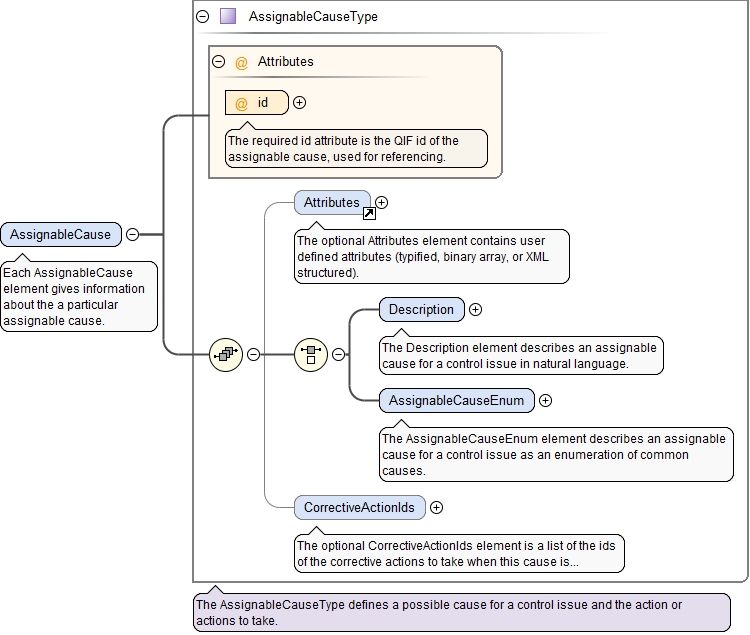 AssignableCauseType
@ Attributes
@ id
The required id attribute is the QIF id of the
assignable cause, used for referencing.
Attributes
The optional Attributes element contains user
defined attributes (typified, binary array, or XML
structured).
AssignableCause
Each AssignableCause
element gives information
about the a particular
assignable cause.
Description
The Description element describes an assignable
cause for a control issue in natural language.
AssignableCauseEnum
The AssignableCauseEnum element describes an assignable
cause for a control issue as an enumeration of common
causes.
CorrectiveActionIds
The optional CorrectiveActionIds element is a list of the ids
of the corrective actions to take when this cause is...
The AssignableCauseType defines a possible cause for a control issue and the action or
actions to take.